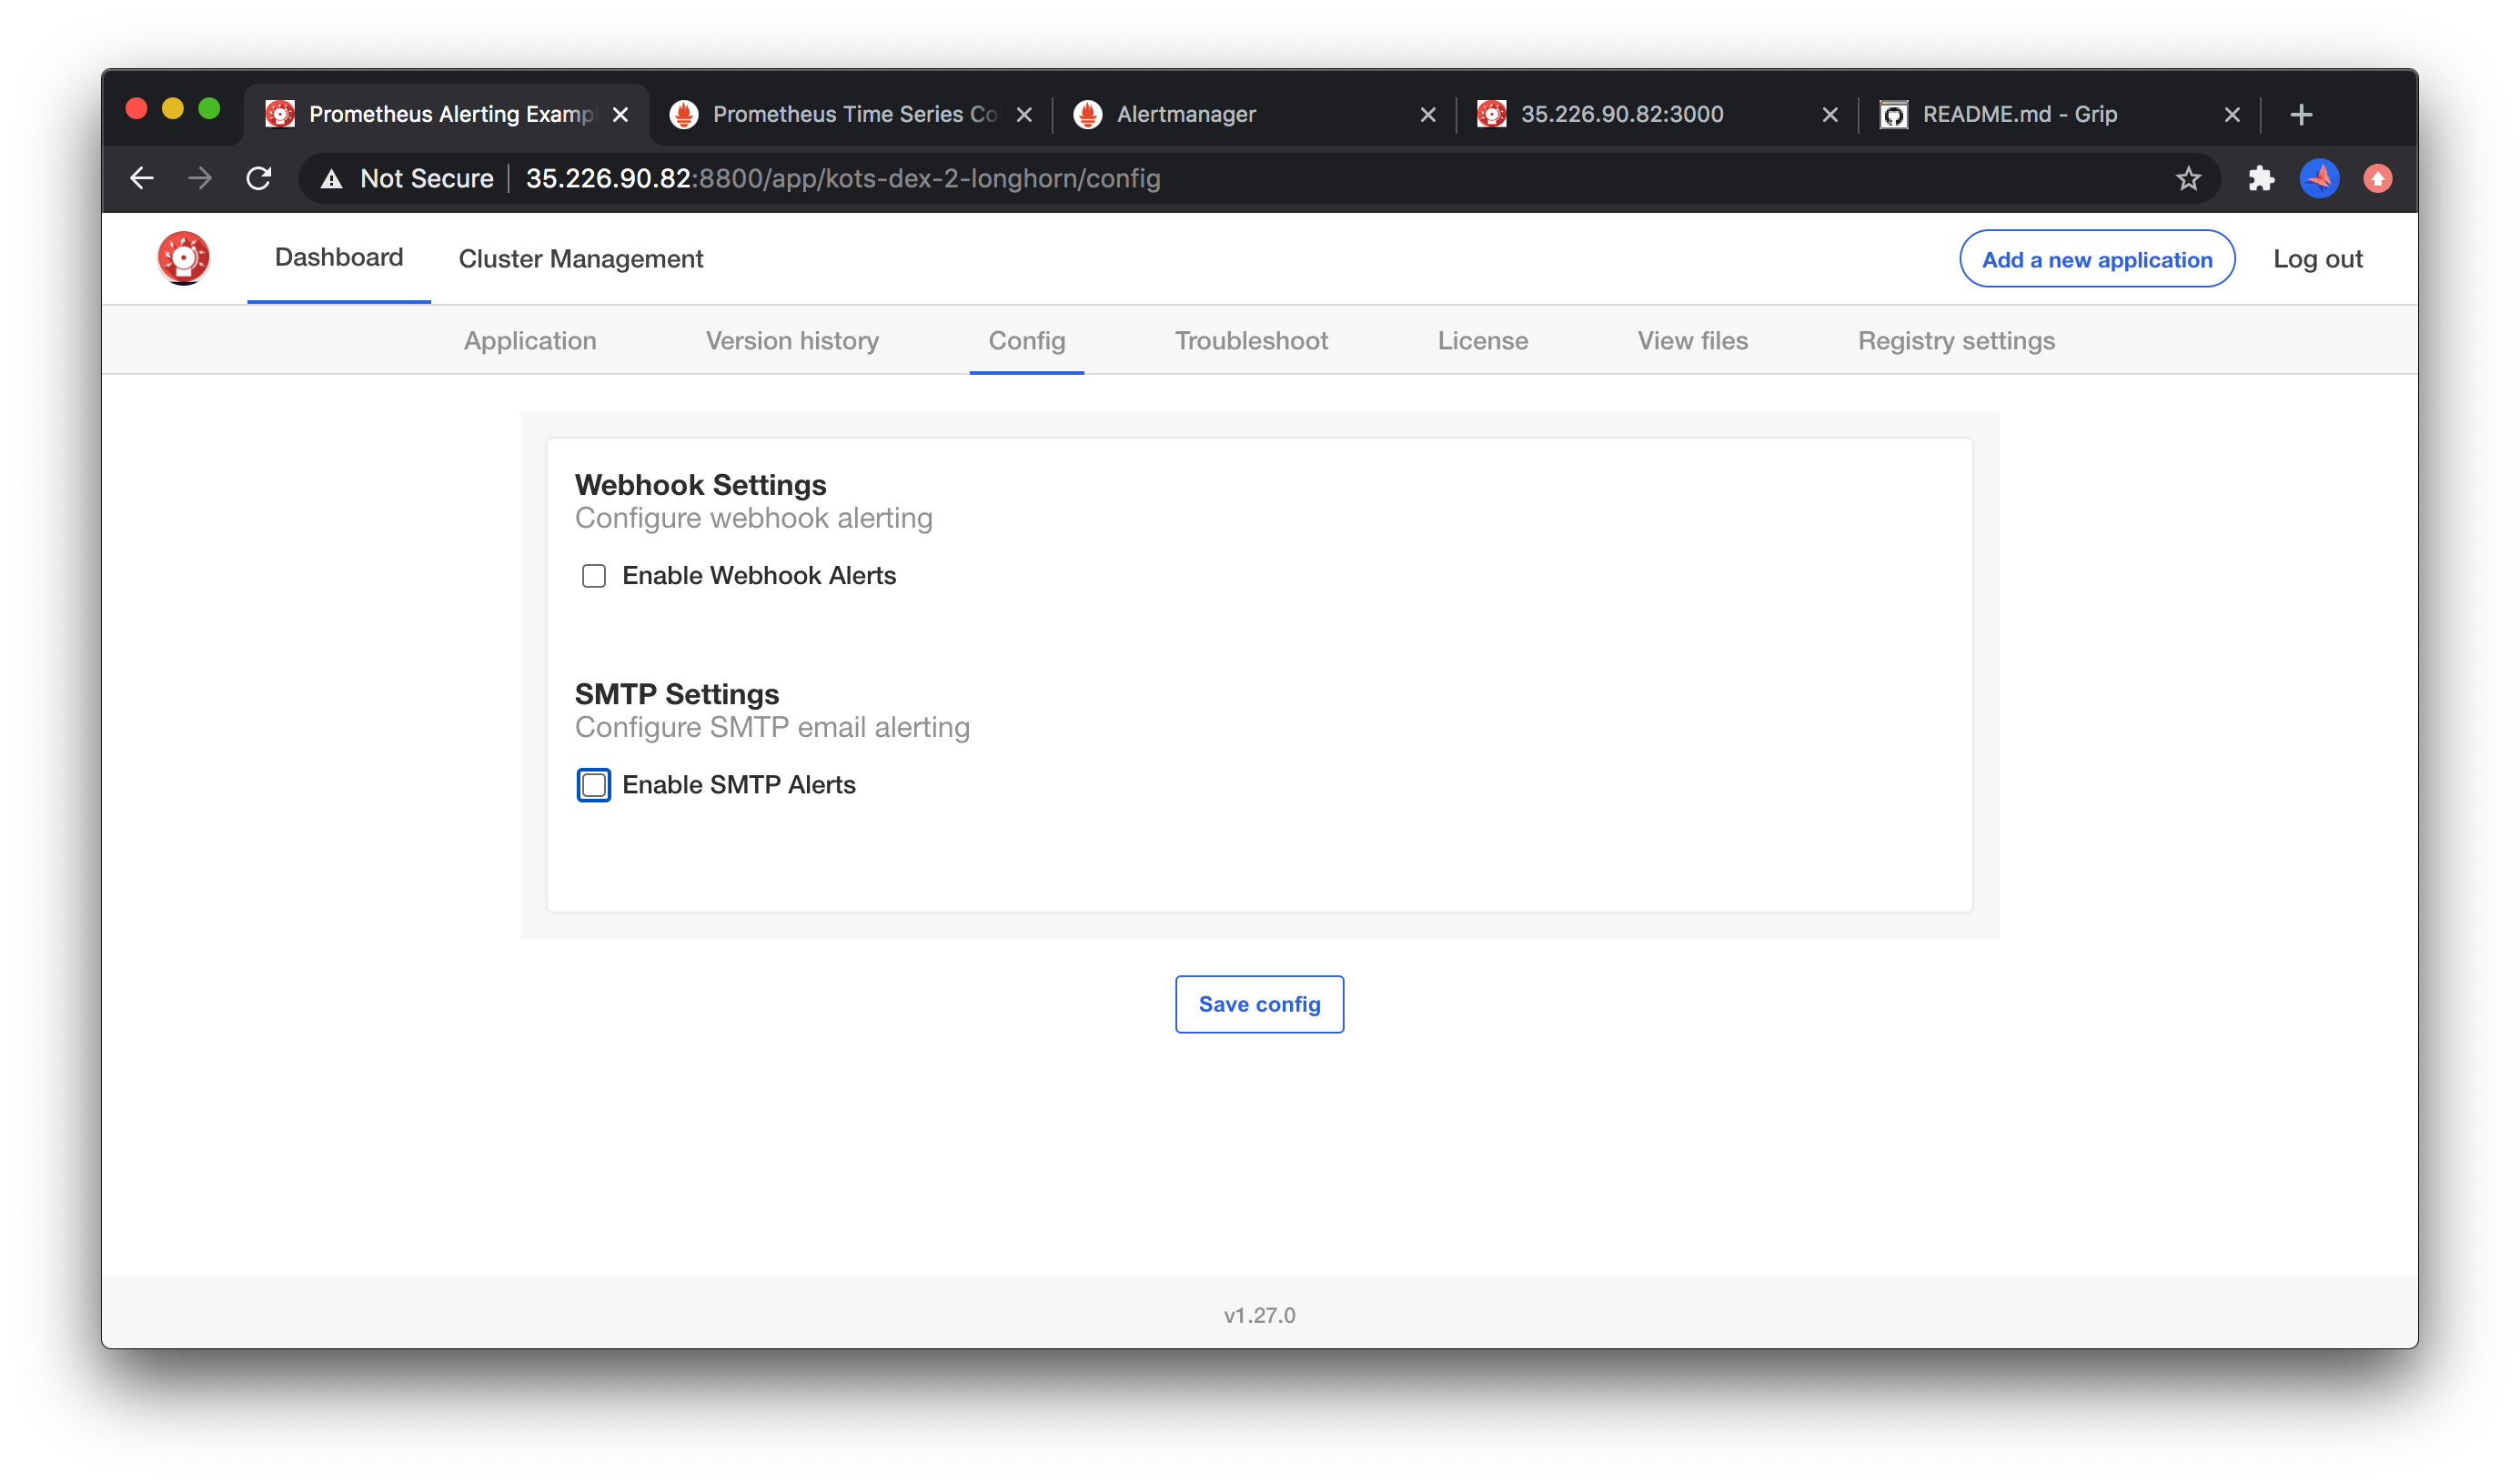 Prometheus Alerting Examp
Prometheus Time Series Co
Alertmanager
35.226.90.82:3000
README.md - Grip
Not Secure
35.226.90.82:8800/app/kots-dex-2-longhorn/config
Dashboard
Cluster Management
Add a new application
Log out
Application
Version history
Config
Troubleshoot
License
View files
Registry settings
Webhook Settings
Configure webhook alerting
Enable Webhook Alerts
SMTP Settings
Configure SMTP email alerting
Enable SMTP Alerts
Save config
v1.27.0